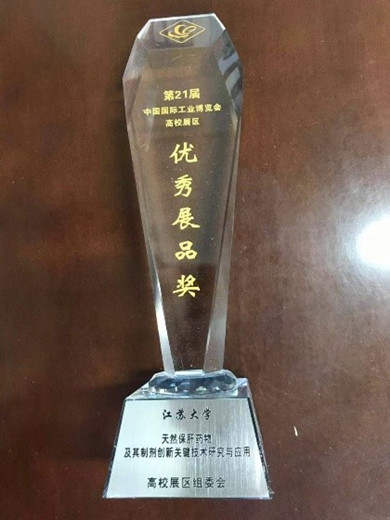 第21届
中国国际工业博览会
高校展区
优秀展品奖
江苏大学
天然保肝药物
及其制剂创新关键技术研究与应用
高校展区组委会